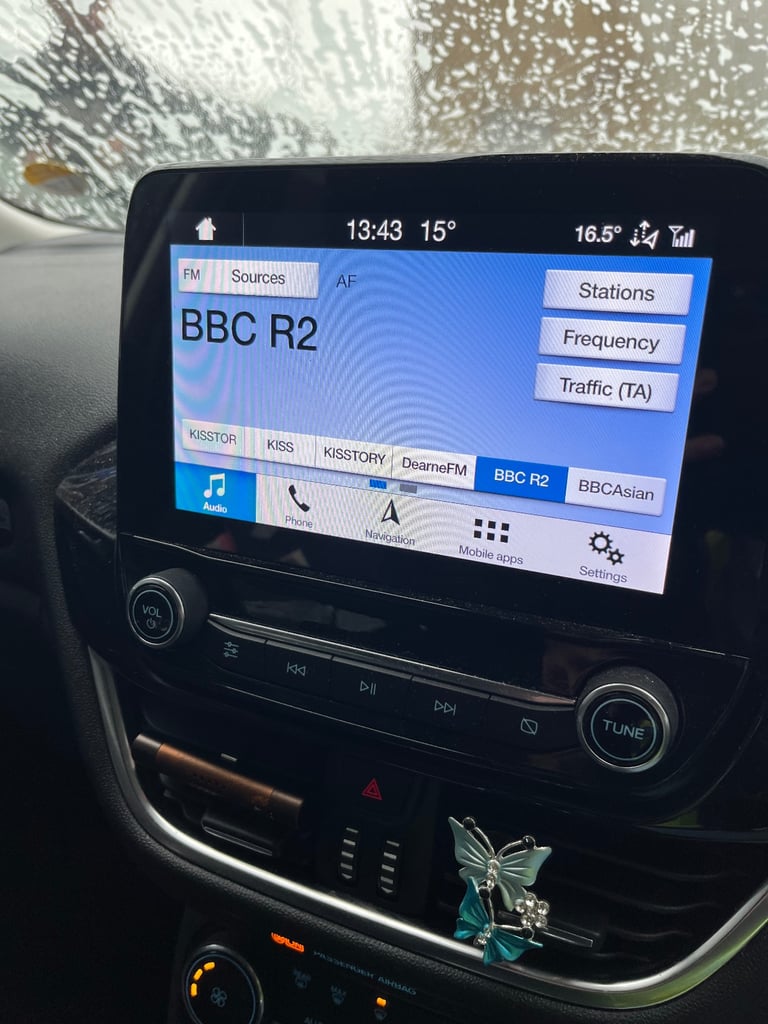 13:43 15° 16.5°
FM Sources AF
Stations
BBC R2
Frequency
Traffic (TA)
KISSTOR KISS KISSTORY DearneFM BBC R2 BBCAsian
Audio Phone Navigation Mobile apps Settings
VOL
TUNE
PASSENGER AIRBAG